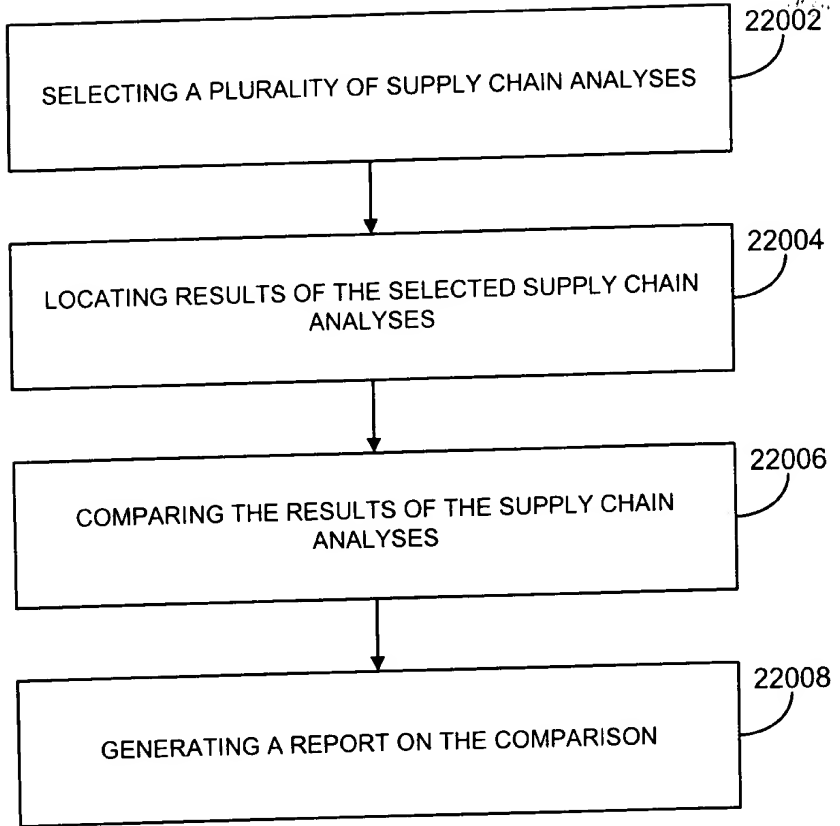 22002
SELECTING A PLURALITY OF SUPPLY CHAIN ANALYSES
22004
LOCATING RESULTS OF THE SELECTED SUPPLY CHAIN
ANALYSES
22006
COMPARING THE RESULTS OF THE SUPPLY CHAIN
ANALYSES
22008
GENERATING A REPORT ON THE COMPARISON